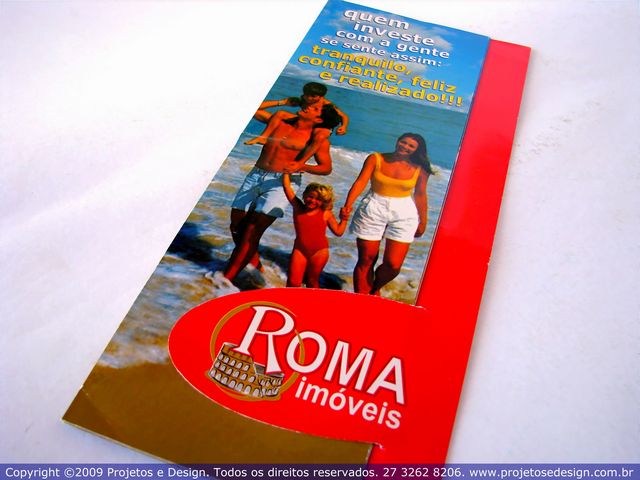 quem
investe
com a gente
se sente assim:
tranquilo,
confiante, feliz
e realizado!!!
ROMA
imóveis
Copyright ©2009 Projetos e Design. Todos os direitos reservados. 27 3262 8206. www.projetosedesign.com.br